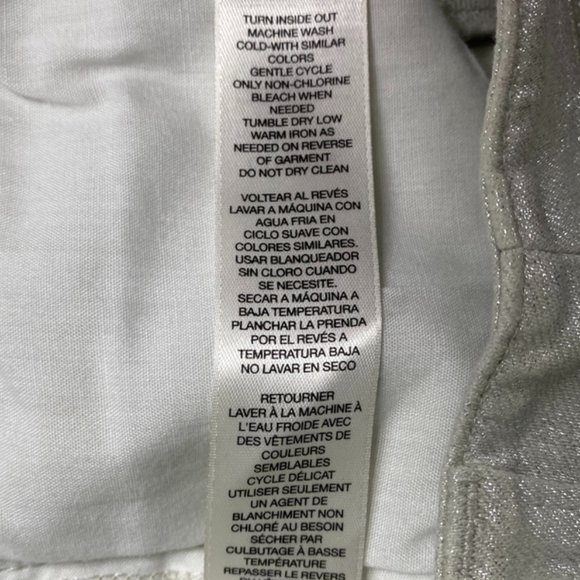 TURN INSIDE OUT
MACHINE WASH
COLD-WITH SIMILAR
COLORS
GENTLE CYCLE
ONLY NON-CHLORINE
BLEACH WHEN
NEEDED
TUMBLE DRY LOW
WARM IRON AS
NEEDED ON REVERSE
OF GARMENT
DO NOT DRY CLEAN
VOLTEAR AL REVÉS
LAVAR A MÁQUINA CON
AGUA FRIA EN
CICLO SUAVE CON
COLORES SIMILARES.
USAR BLANQUEADOR
SIN CLORO CUANDO
SE NECESITE.
SECAR A MÁQUINA A
BAJA TEMPERATURA
PLANCHAR LA PRENDA
POR EL REVÉS A
TEMPERATURA BAJA
NO LAVAR EN SECO
RETOURNER
LAVER À LA MACHINE À
L'EAU FROIDE AVEC
DES VÊTEMENTS DE
COULEURS
SEMBLABLES
CYCLE DÉLICAT
UTILISER SEULEMENT
UN AGENT DE
BLANCHIMENT NON
CHLORÉ AU BESOIN
SÉCHER PAR
CULBUTAGE À BASSE
TEMPÉRATURE
REPASSER LE REVERS